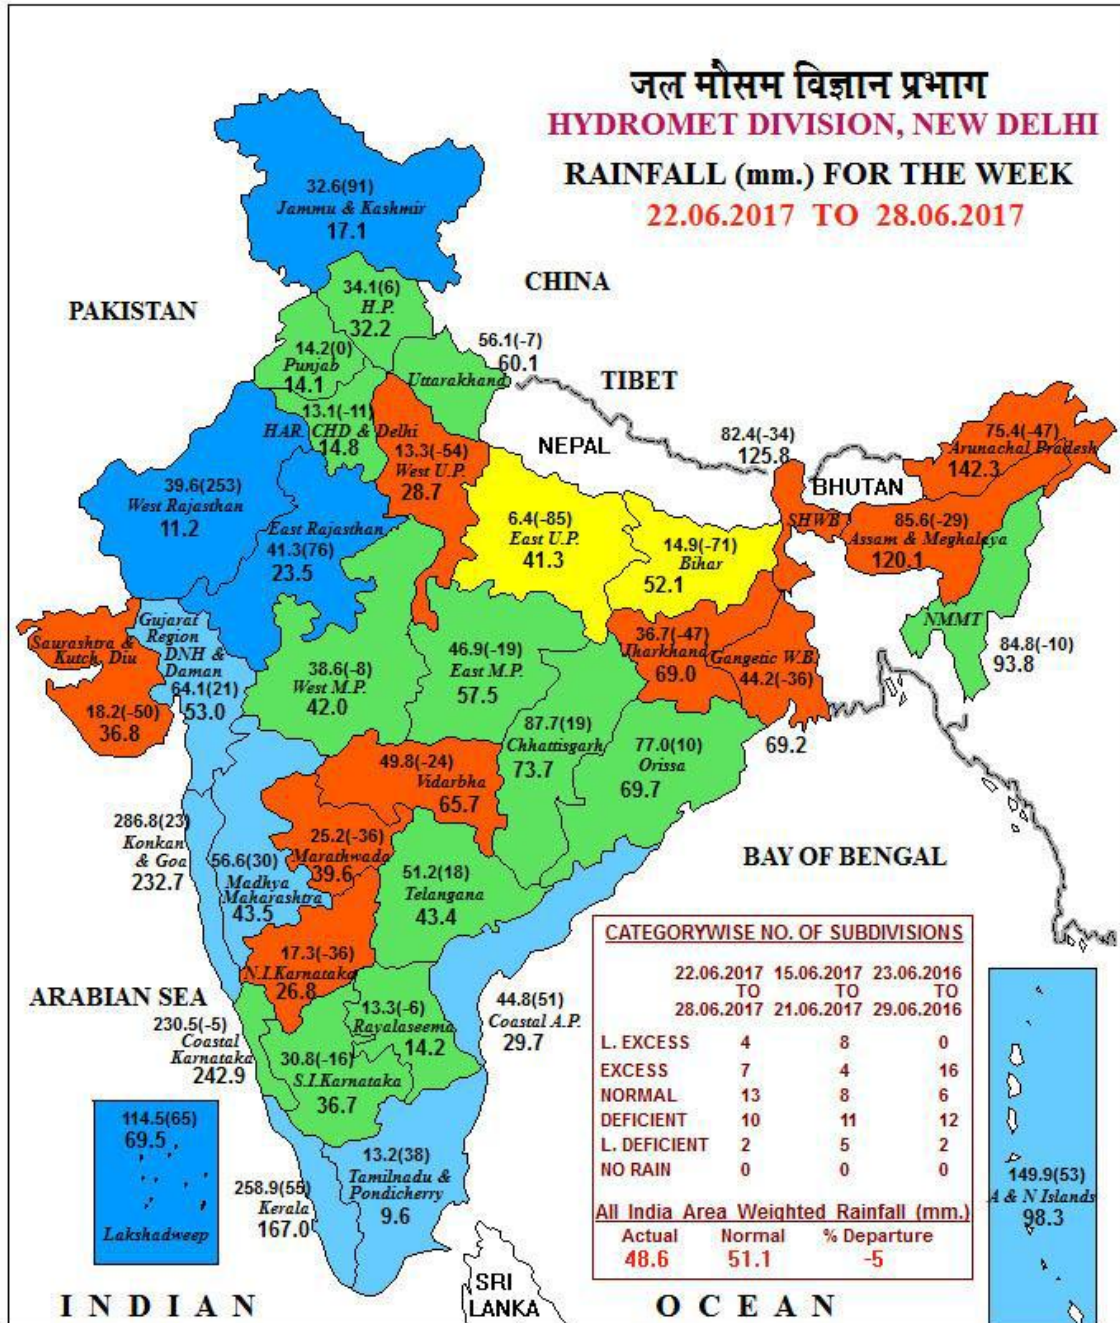 जल मौसम विज्ञान प्रभाग
HYDROMET DIVISION, NEW DELHI
RAINFALL (mm.) FOR THE WEEK
22.06.2017 TO 28.06.2017
32.6(91)
Jammu & Kashmir
17.1
CHINA
PAKISTAN
34.1(6)
H.P.
32.2
56.1(-7)
60.1
14.2(0)
Punjab
14.1
Uttarakhand
TIBET
13.1(-11)
HAR. CHD & Delhi
14.8
13.3(-54)
West U.P.
28.7
NEPAL
82.4(-34)
125.8
75.4(-47)
Arunachal Pradesh
142.3
BHUTAN
39.6(253)
West Rajasthan
11.2
East Rajasthan
41.3(76)
23.5
6.4(-85)
East U.P.
41.3
14.9(-71)
Bihar
52.1
SHWB
85.6(-29)
Assam & Meghalaya
120.1
Saurashtra &
Kutch, Diu
18.2(-50)
36.8
Gujarat
Region
DNH &
Daman
64.1(21)
53.0
38.6(-8)
West M.P.
42.0
46.9(-19)
East M.P.
57.5
36.7(-47)
Jharkhand
69.0
Gangetic W.B.
44.2(-36)
69.2
NMMT
84.8(-10)
93.8
87.7(19)
Chhattisgarh
73.7
77.0(10)
Orissa
69.7
49.8(-24)
Vidarbha
65.7
286.8(23)
Konkan
& Goa
232.7
56.6(30)
Madhya
Maharashtra
43.5
25.2(-36)
Marathwada
39.6
51.2(18)
Telangana
43.4
BAY OF BENGAL
17.3(-36)
N.I.Karnataka
26.8
ARABIAN SEA
230.5(-5)
Coastal
Karnataka
242.9
13.3(-6)
Rayalaseema
14.2
44.8(51)
Coastal A.P.
29.7
30.8(-16)
S.I.Karnataka
36.7
114.5(65)
69.5
Lakshadweep
258.9(55)
Kerala
167.0
13.2(38)
Tamilnadu &
Pondicherry
9.6
CATEGORYWISE NO. OF SUBDIVISIONS
22.06.2017 15.06.2017 23.06.2016
TO TO TO
28.06.2017 21.06.2017 29.06.2016
L. EXCESS 4 8 0
EXCESS 7 4 16
NORMAL 13 8 6
DEFICIENT 10 11 12
L. DEFICIENT 2 5 2
NO RAIN 0 0 0
All India Area Weighted Rainfall (mm.)
Actual Normal % Departure
48.6 51.1 -5
149.9(53)
A & N Islands
98.3
SRI
LANKA
INDIAN OCEAN